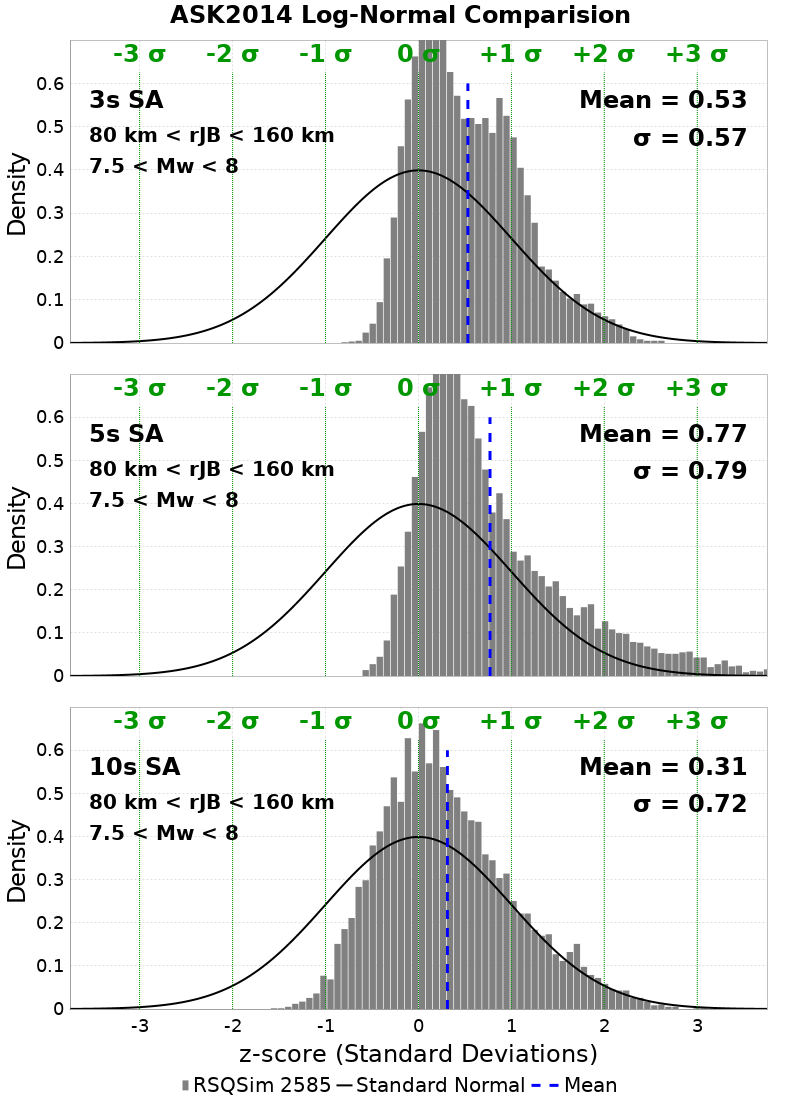 ASK2014 Log-Normal Comparision
-3 σ -2 σ -1 σ 0 σ +1 σ +2 σ +3 σ
3s SA
80 km < rJB < 160 km
7.5 < Mw < 8
Mean = 0.53
σ = 0.57
0.6
0.5
0.4
0.3
0.2
0.1
0
Density
-3 σ -2 σ -1 σ 0 σ +1 σ +2 σ +3 σ
5s SA
80 km < rJB < 160 km
7.5 < Mw < 8
Mean = 0.77
σ = 0.79
0.6
0.5
0.4
0.3
0.2
0.1
0
Density
-3 σ -2 σ -1 σ 0 σ +1 σ +2 σ +3 σ
10s SA
80 km < rJB < 160 km
7.5 < Mw < 8
Mean = 0.31
σ = 0.72
0.6
0.5
0.4
0.3
0.2
0.1
0
Density
-3 -2 -1 0 1 2 3
z-score (Standard Deviations)
RSQSim 2585 Standard Normal Mean